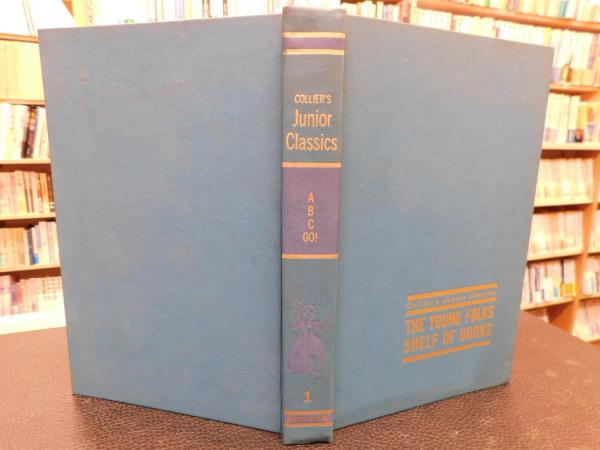 COLLIER'S
Junior
Classics
A
B
C
GO!
1
Collier's Junior Classics
THE YOUNG FOLKS
SHELF OF BOOKS